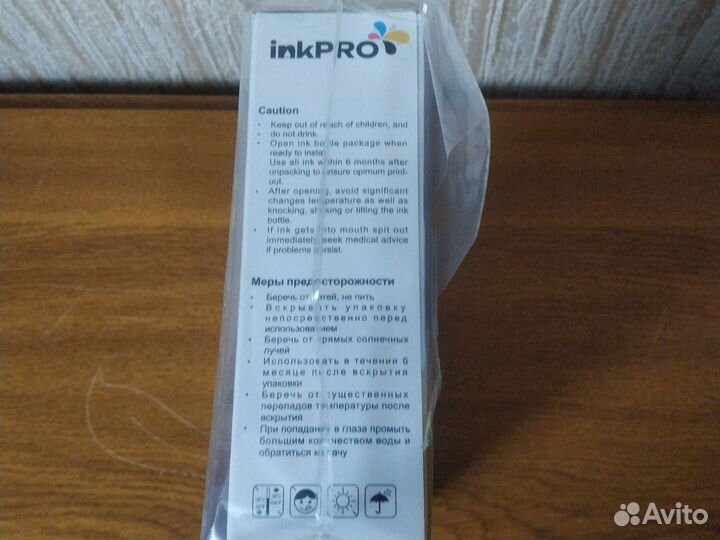 inkPRO
Caution
• Keep out of reach of children, and
do not drink.
• Open ink bottle package when
ready to install
Use all ink within 6 months after
unpacking to ensure opimum print-
out.
• After opening, avoid significant
changes temperature as well as
knocking, shaking or tilting the ink
bottle.
• If ink gets into mouth spit out
immediately, seek medical advice
if problems persist.
Меры предосторожности
• Беречь от детей, не пить
• Вскрывать упаковку
непосредственно перед
использованием
• Беречь от прямых солнечных
лучей
• Использовать в течении 6
месяце после вскрытия
упаковки
• Беречь от существенных
перепадов температуры после
вскрытия
• При попадании в глаза промыть
большим количеством воды и
обратиться к врачу
Avito